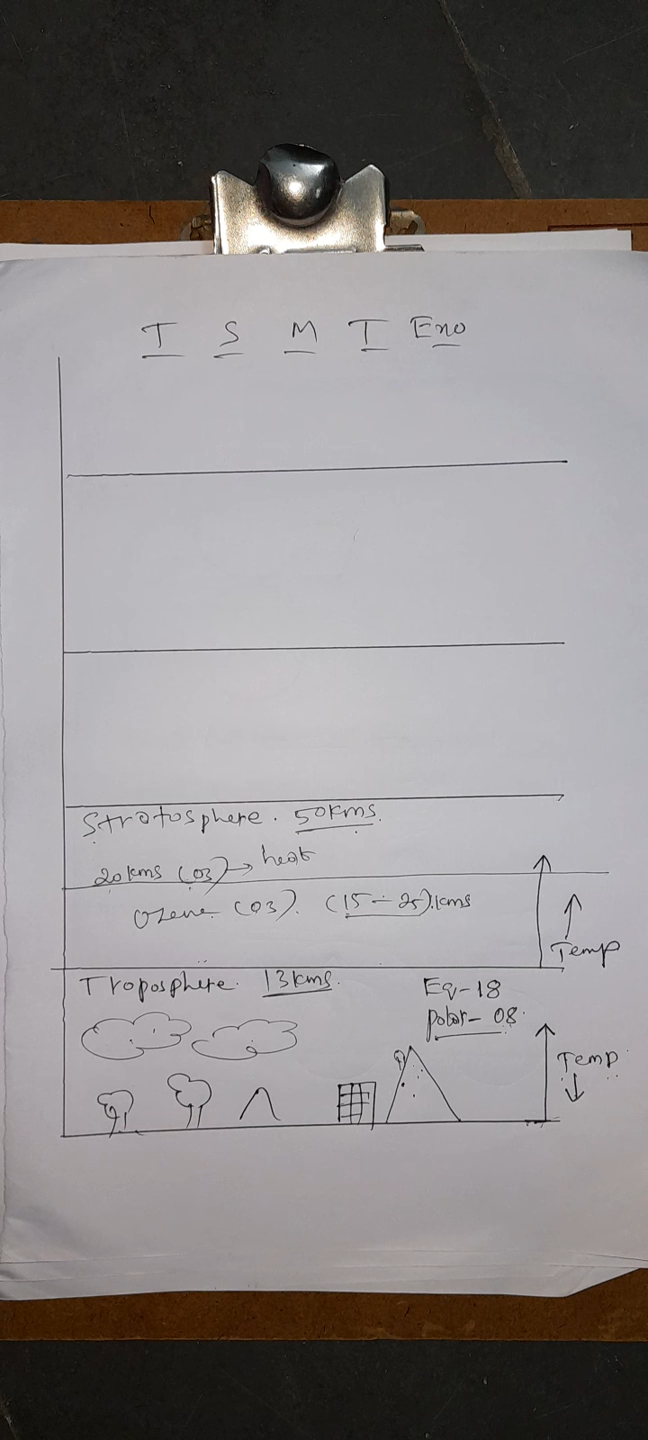 T S M T Exo
Stratosphere. 50kms.
20kms (O3) → heat
Ozone (O3). (15-25).kms
Temp
Troposphere. 13kms.
Eq-18
polar- 08.
Temp